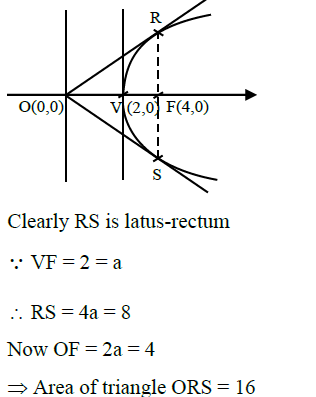 R
O(0,0)
V (2,0)
F(4,0)
S
Clearly RS is latus-rectum
∵ VF = 2 = a
∴ RS = 4a = 8
Now OF = 2a = 4
⇒ Area of triangle ORS = 16